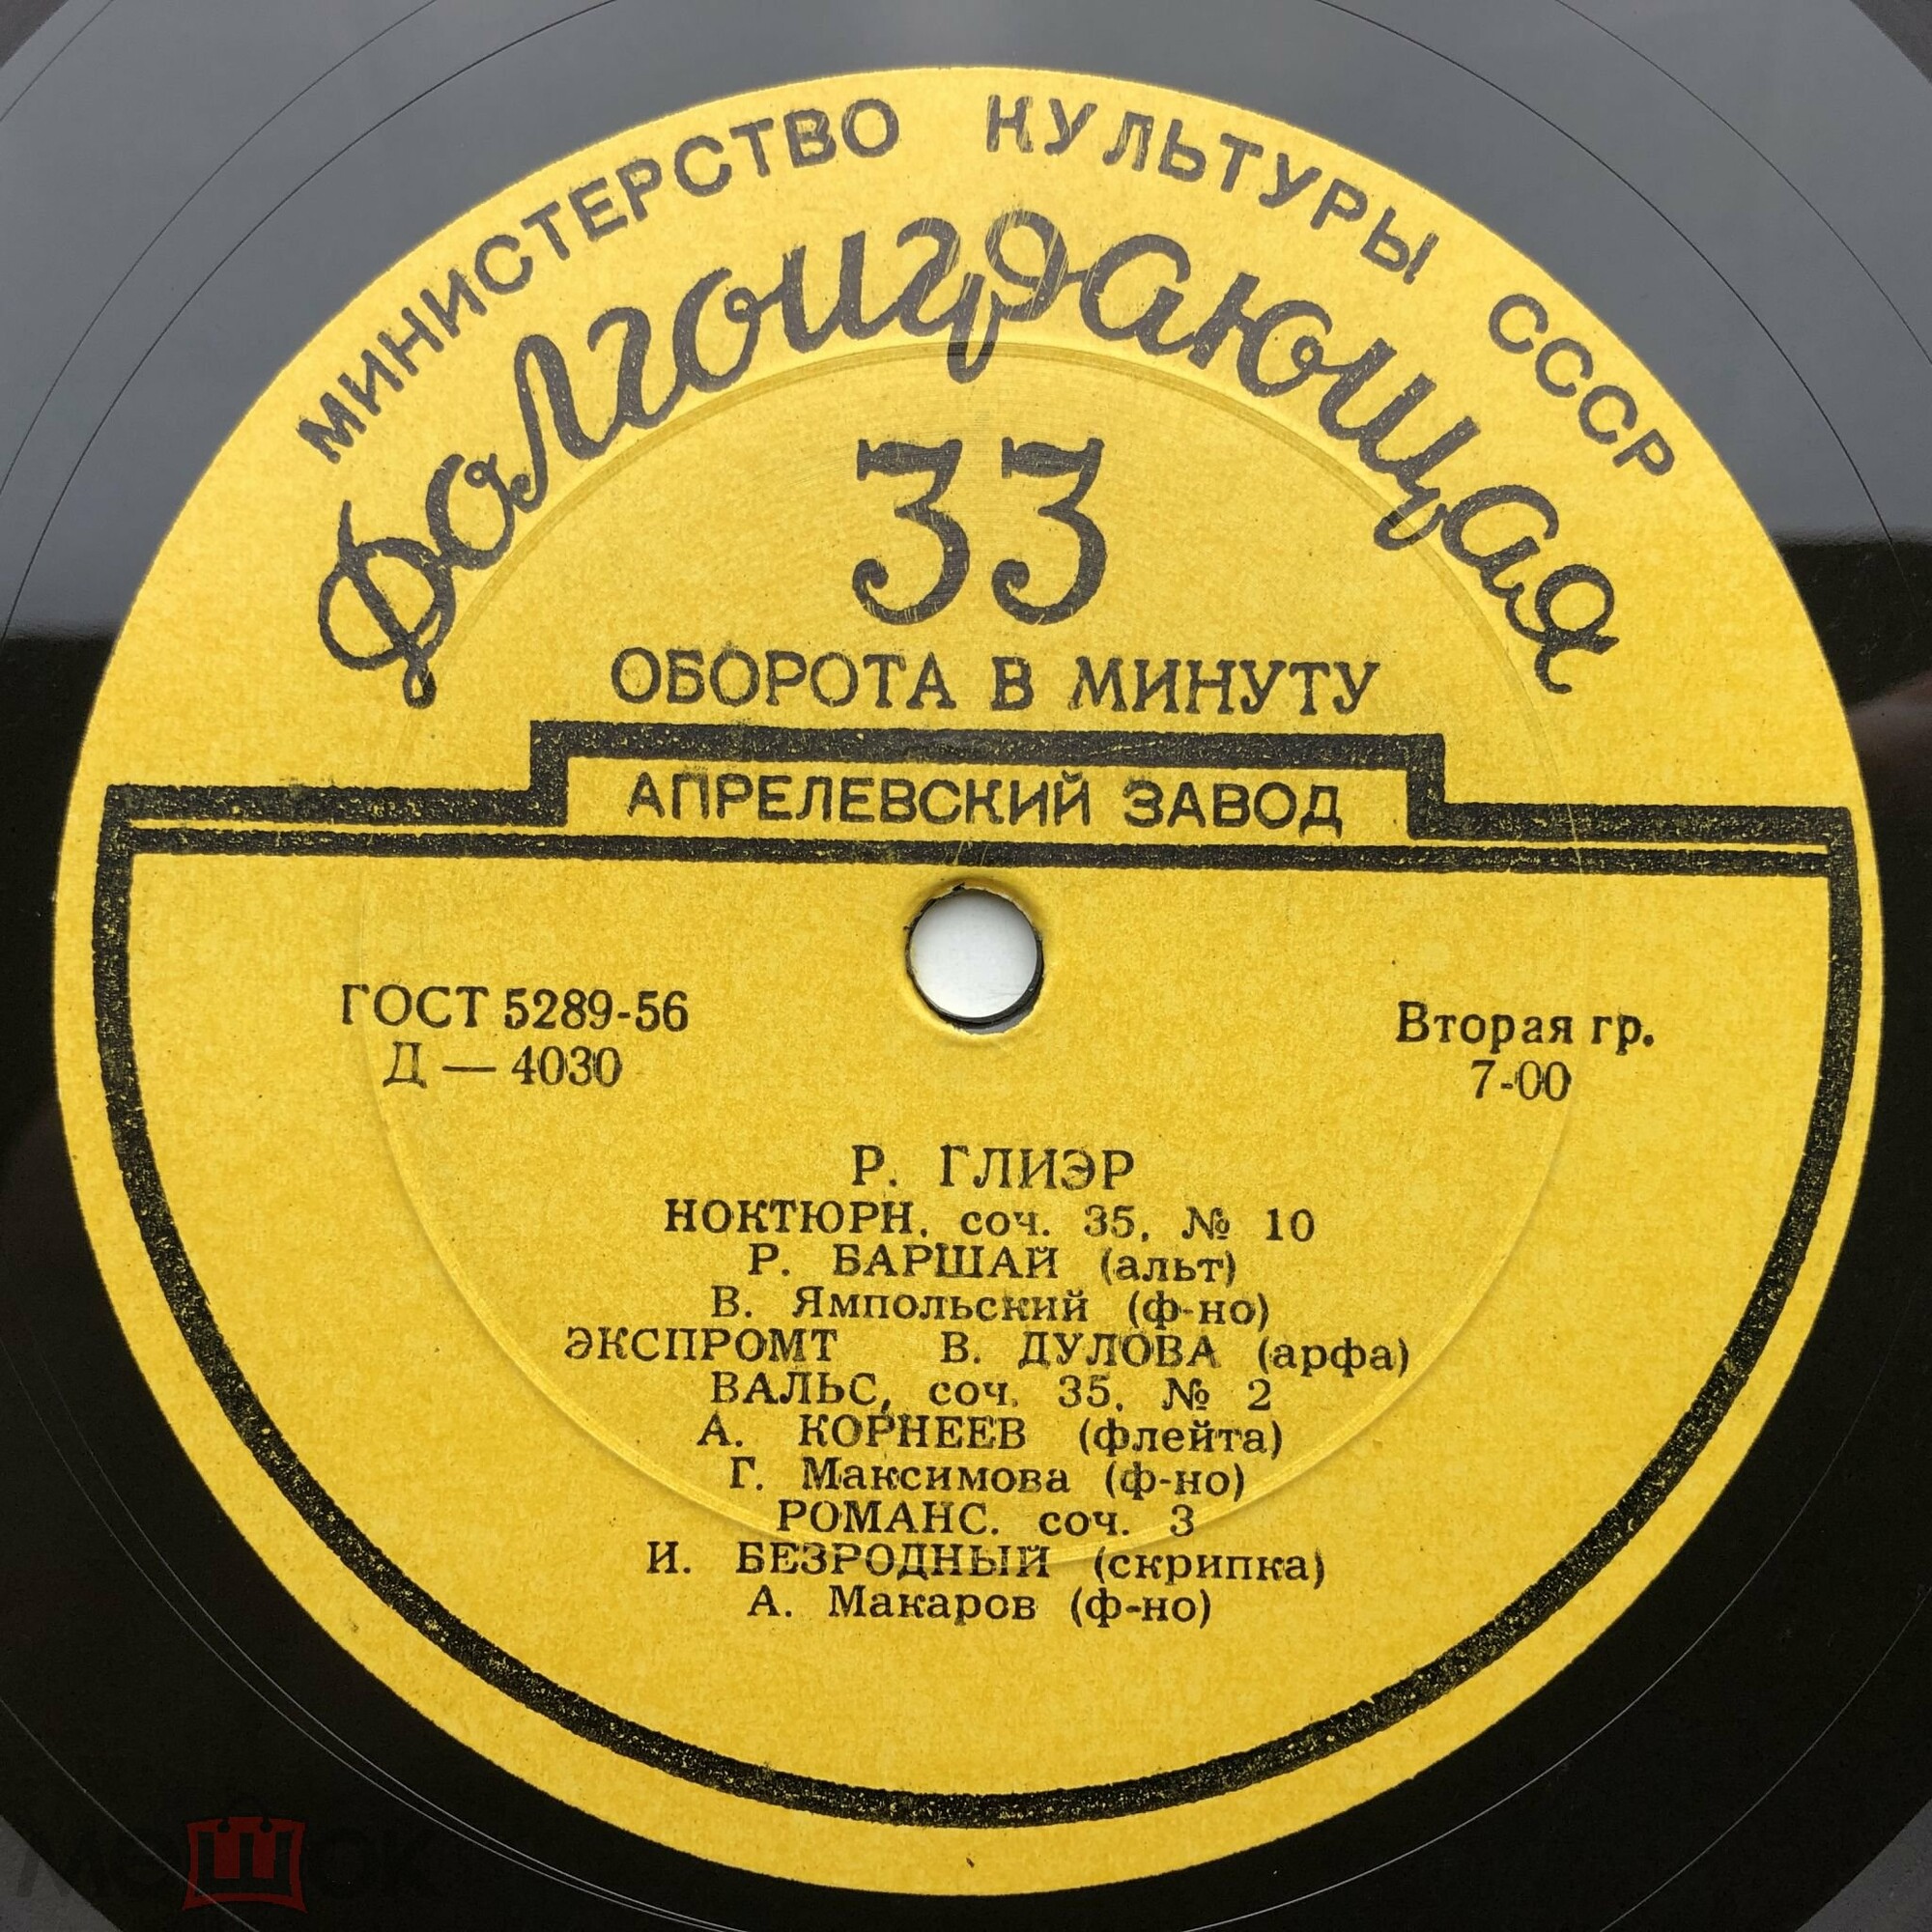 МИНИСТЕРСТВО КУЛЬТУРЫ СССР
Долгоиграющая
33
ОБОРОТА В МИНУТУ
АПРЕЛЕВСКИЙ ЗАВОД
ГОСТ 5289-56
Д — 4030
Вторая гр.
7-00
Р. ГЛИЭР
НОКТЮРН, соч. 35, № 10
Р. БАРШАЙ (альт)
В. Ямпольский (ф-но)
ЭКСПРОМТ В. ДУЛОВА (арфа)
ВАЛЬС, соч. 35, № 2
А. КОРНЕЕВ (флейта)
Г. Максимова (ф-но)
РОМАНС. соч. 3
И. БЕЗРОДНЫЙ (скрипка)
А. Макаров (ф-но)
мешок